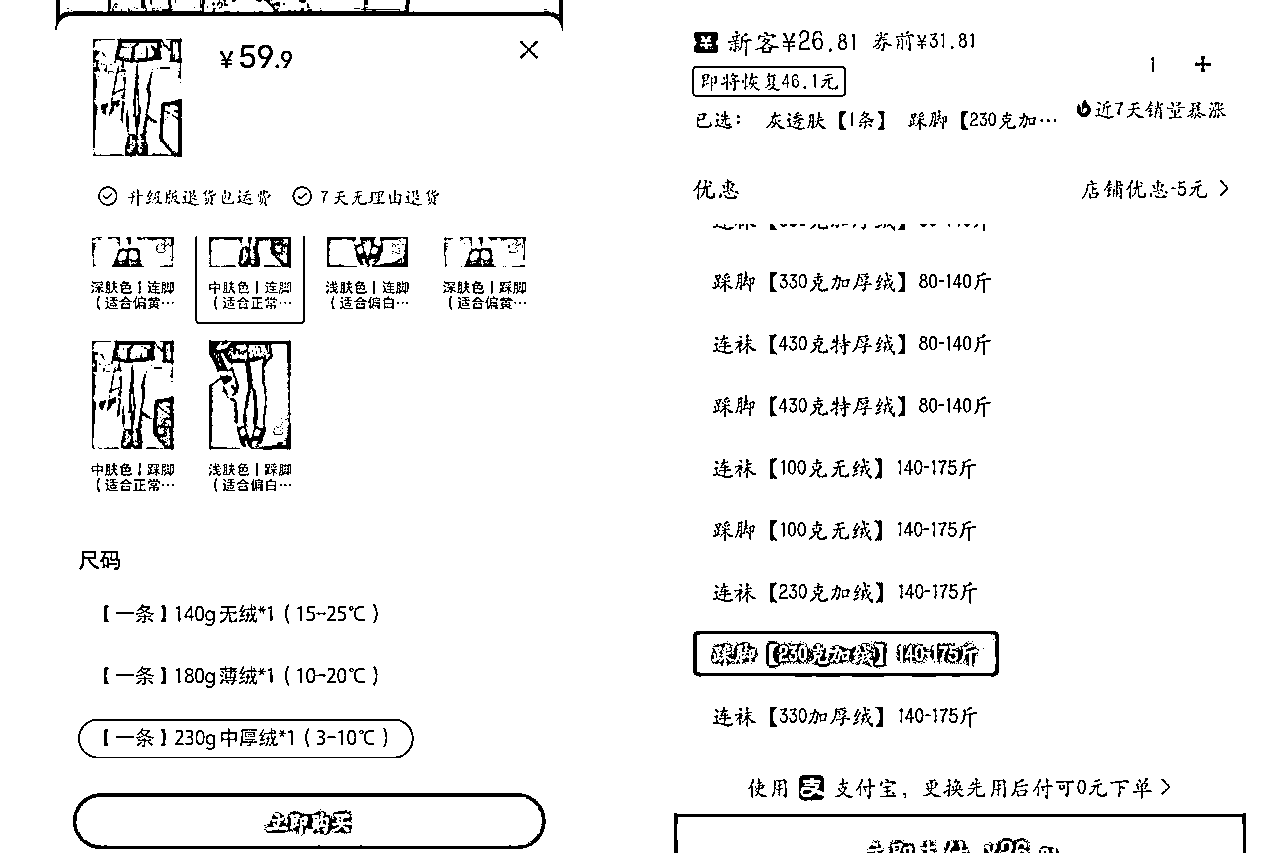 ¥59.9
升级版退货包运费 7天无理由退货
深肤色|连脚
(适合偏黄…
中肤色|连脚
(适合正常…
浅肤色|连脚
(适合偏白…
深肤色|踩脚
(适合偏黄…
中肤色|踩脚
(适合正常…
浅肤色|踩脚
(适合偏白…
尺码
【一条】140g无绒*1(15-25℃)
【一条】180g薄绒*1(10-20℃)
【一条】230g中厚绒*1(3-10℃)
立即购买
新客¥26.81 券前¥31.81
1
即将恢复46.1元
近7天销量暴涨
已选: 灰透肤【1条】 踩脚【230克加…
优惠
店铺优惠-5元 >
踩脚【330克加厚绒】80-140斤
连袜【430克特厚绒】80-140斤
踩脚【430克特厚绒】80-140斤
连袜【100克无绒】140-175斤
踩脚【100克无绒】140-175斤
连袜【230克加绒】140-175斤
踩脚【230克加绒】140-175斤
连袜【330加厚绒】140-175斤
使用 支付宝,更换先用后付可0元下单 >